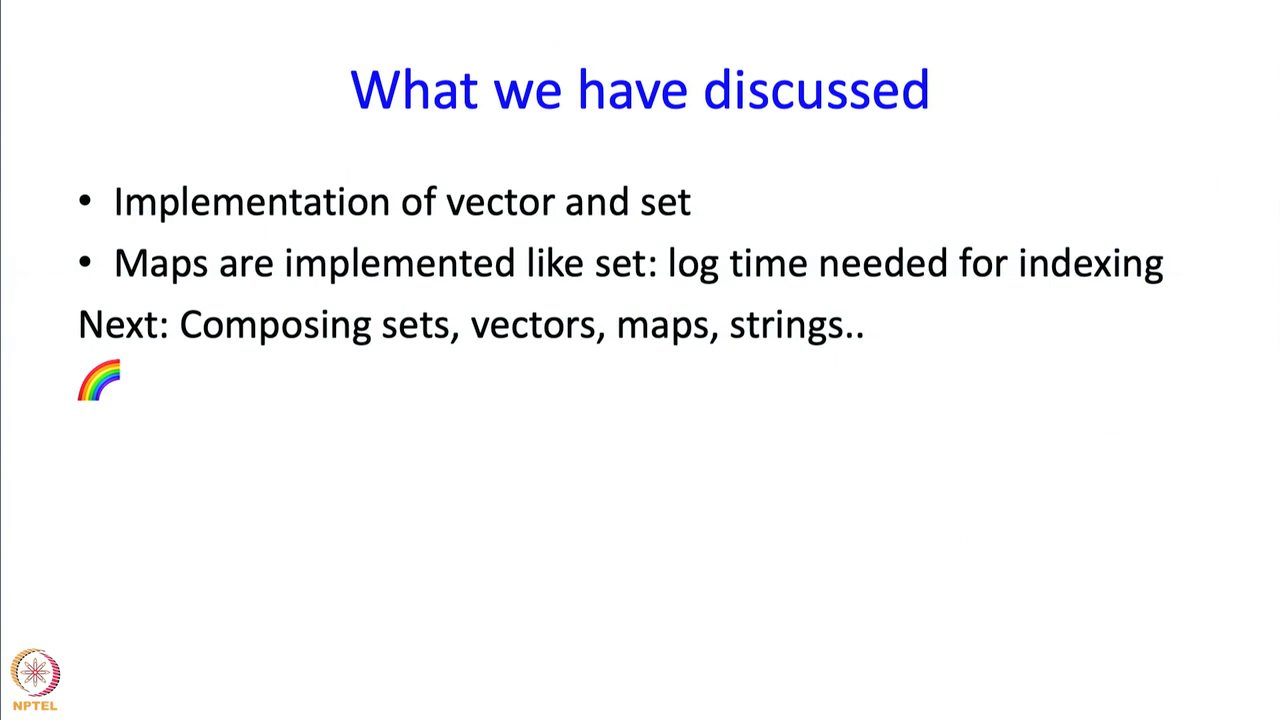 What we have discussed
• Implementation of vector and set
• Maps are implemented like set: log time needed for indexing
Next: Composing sets, vectors, maps, strings..
NPTEL